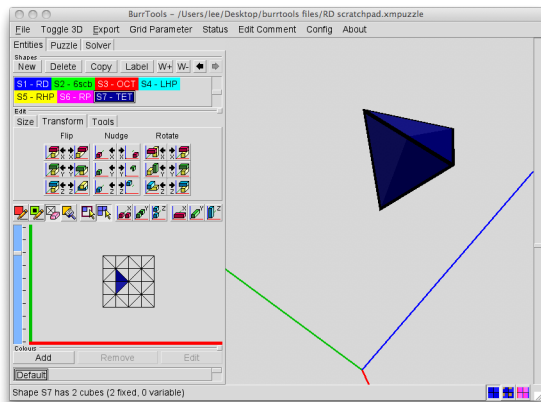 BurrTools - /Users/lee/Desktop/burrtools files/RD scratchpad.xmpuzzle
File Toggle 3D Export Grid Parameter Status Edit Comment Config About
Entities Puzzle Solver
Shapes
New Delete Copy Label W+ W-
S1 - RD S2 - 6scb S3 - OCT S4 - LHP
S5 - RHP S6 - RP S7 - TET
Edit
Size Transform Tools
Flip Nudge Rotate
X X X
Y Y Y
Z Z Z
X Y Z X Y Z
Colours
Add Remove Edit
Default
Shape S7 has 2 cubes (2 fixed, 0 variable)